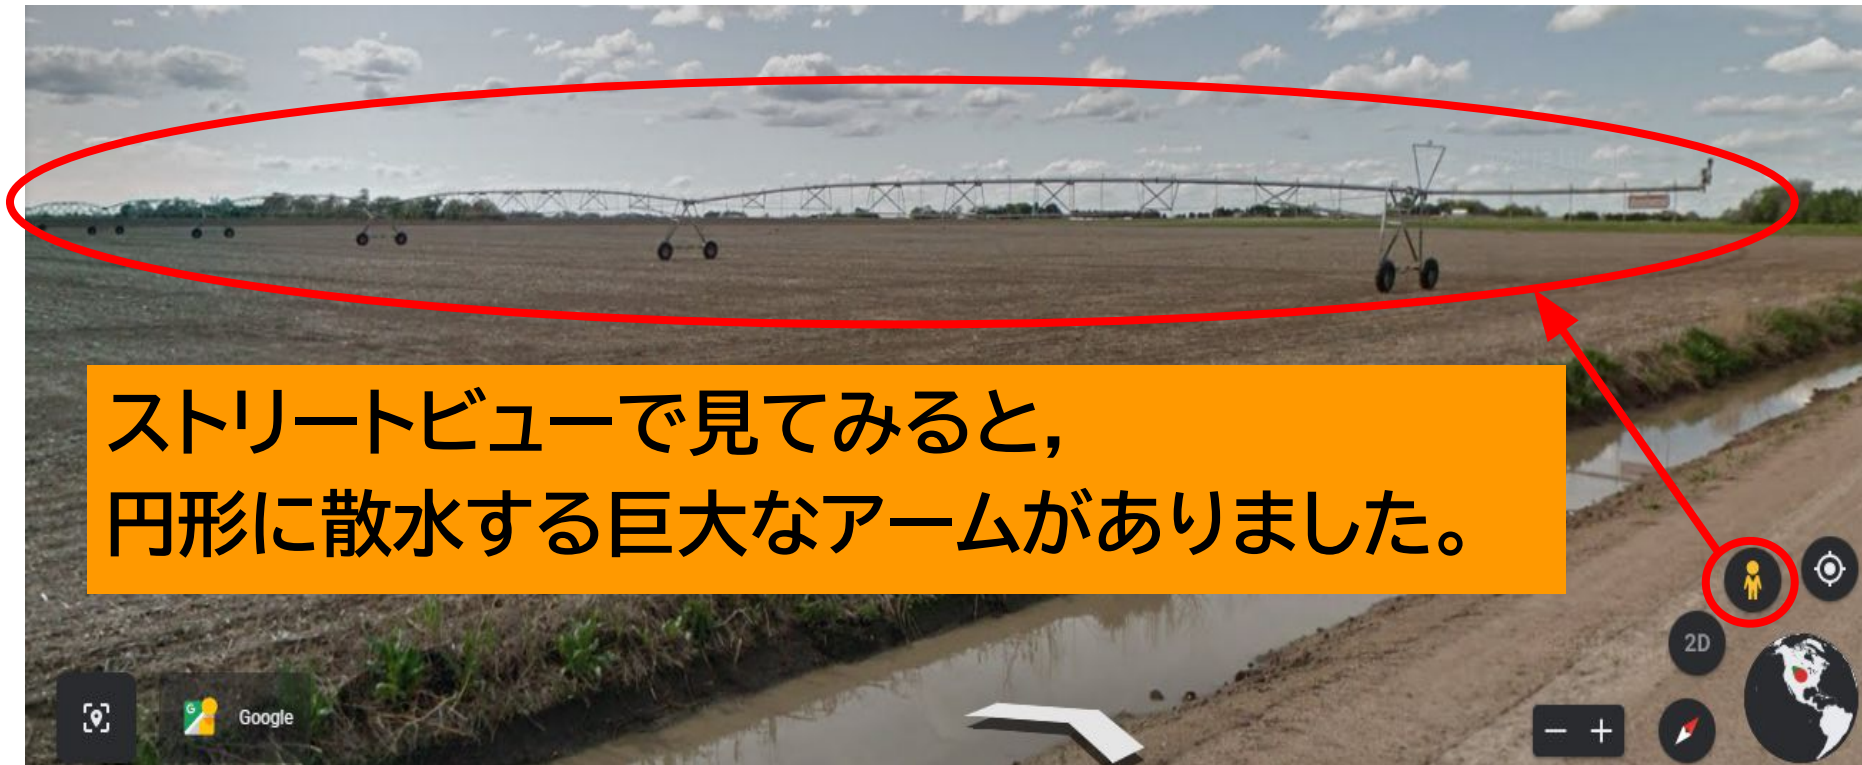 ストリートビューで見てみると,
円形に散水する巨大なアームがありました。
2D
Google